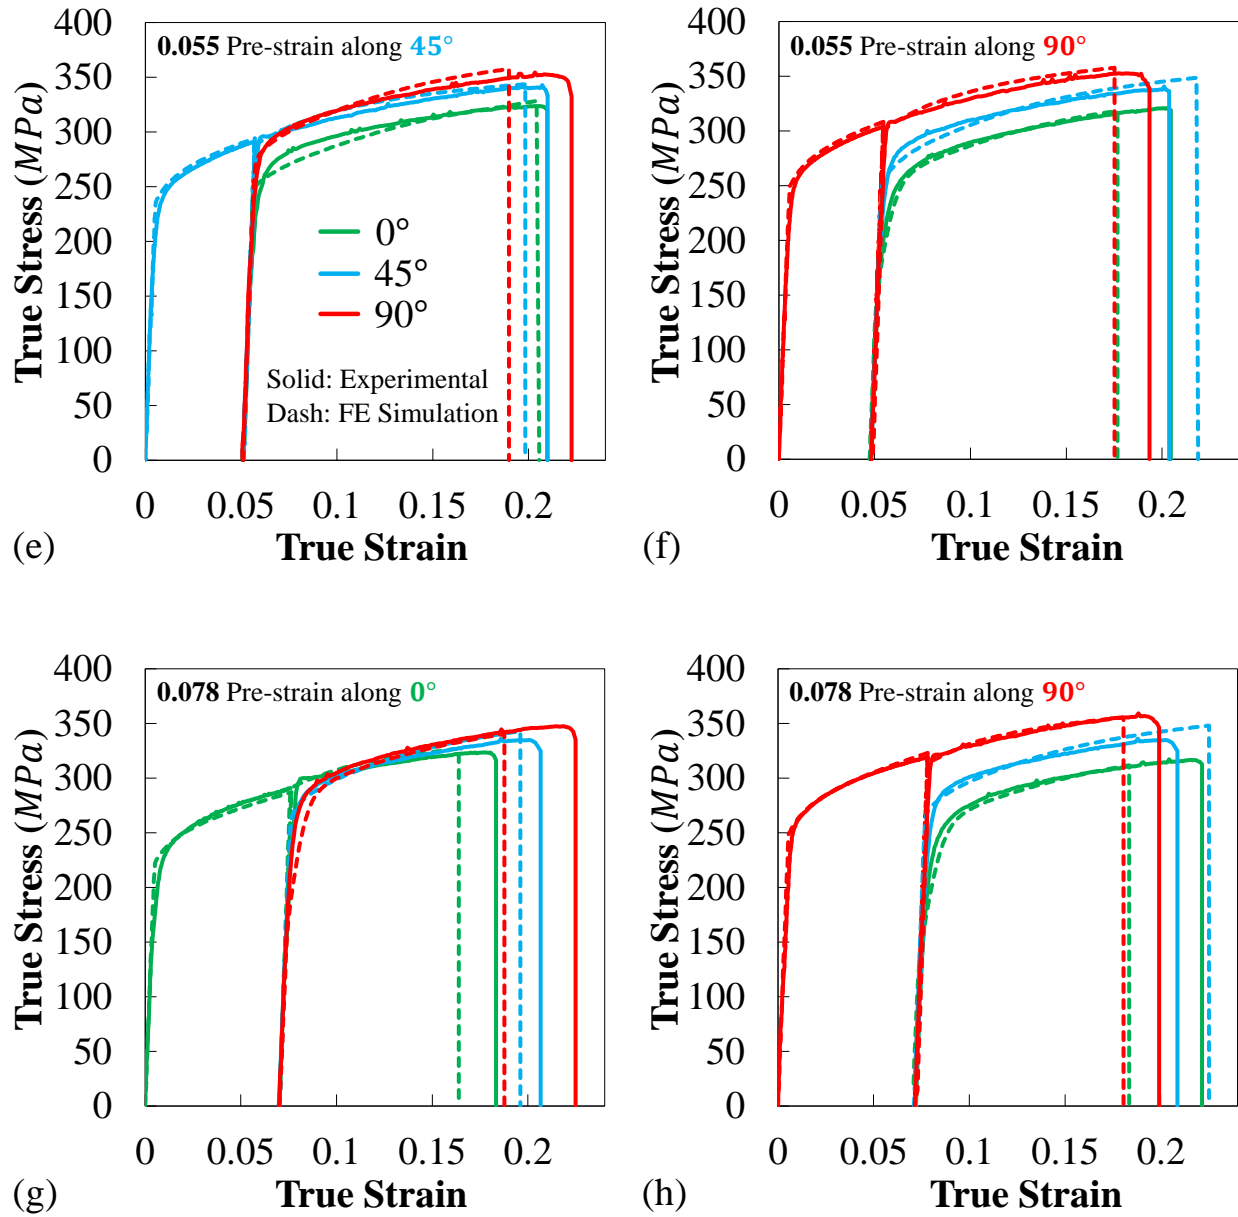 0.055 Pre-strain along 45°
400
350
300
250
200
150
100
50
0
0 0.05 0.1 0.15 0.2
True Stress (MPa)
True Strain
0°
45°
90°
Solid: Experimental
Dash: FE Simulation
(e)
0.055 Pre-strain along 90°
400
350
300
250
200
150
100
50
0
0 0.05 0.1 0.15 0.2
True Stress (MPa)
True Strain
(f)
0.078 Pre-strain along 0°
400
350
300
250
200
150
100
50
0
0 0.05 0.1 0.15 0.2
True Stress (MPa)
True Strain
(g)
0.078 Pre-strain along 90°
400
350
300
250
200
150
100
50
0
0 0.05 0.1 0.15 0.2
True Stress (MPa)
True Strain
(h)